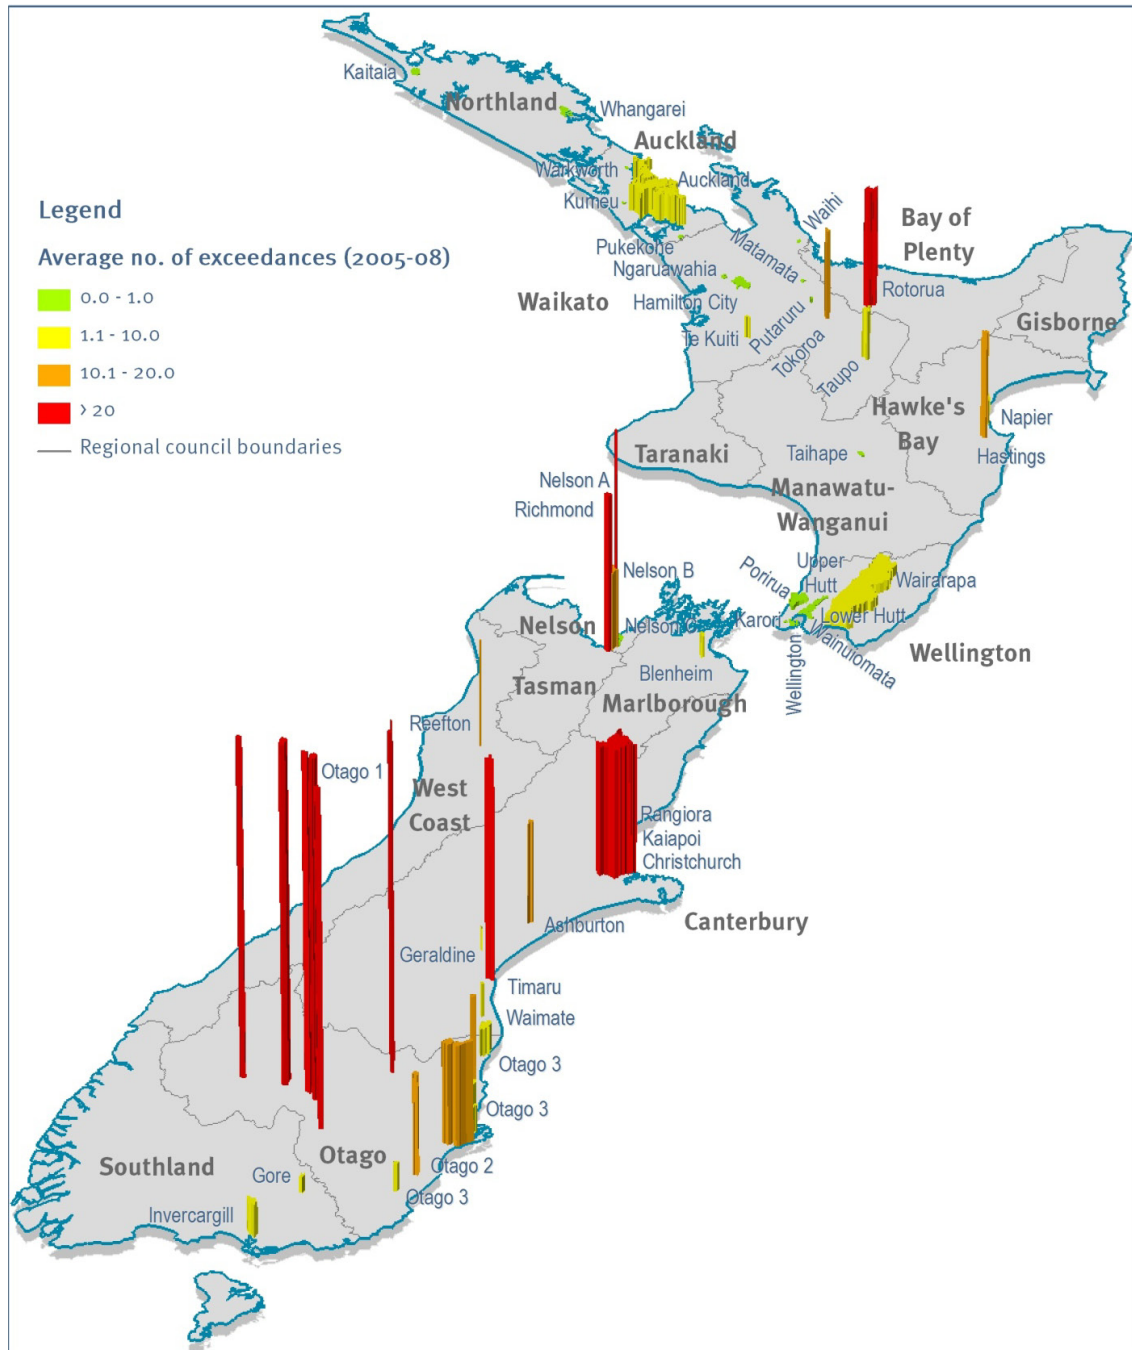 Kaitaia
Northland
Whangarei
Auckland
Warkworth
Auckland
Kumeu
Legend
Waihi
Bay of
Plenty
Pukekohe
Matamata
Average no. of exceedances (2005-08)
Ngaruawahia
Rotorua
0.0 - 1.0
Waikato
Hamilton City
Putaruru
Gisborne
1.1 - 10.0
Te Kuiti
Tokoroa
Taupo
10.1 - 20.0
Hawke's
Bay
Napier
> 20
Regional council boundaries
Taranaki
Taihape
Hastings
Nelson A
Manawatu-
Wanganui
Richmond
Upper
Hutt
Nelson B
Porirua
Wairarapa
Nelson
Nelson C
Karori
Lower Hutt
Wainuiomata
Wellington
Wellington
Blenheim
Tasman
Marlborough
Reefton
Otago 1
West
Coast
Rangiora
Kaiapoi
Christchurch
Ashburton
Canterbury
Geraldine
Timaru
Waimate
Otago 3
Otago 3
Southland
Otago
Otago 2
Gore
Otago 3
Invercargill